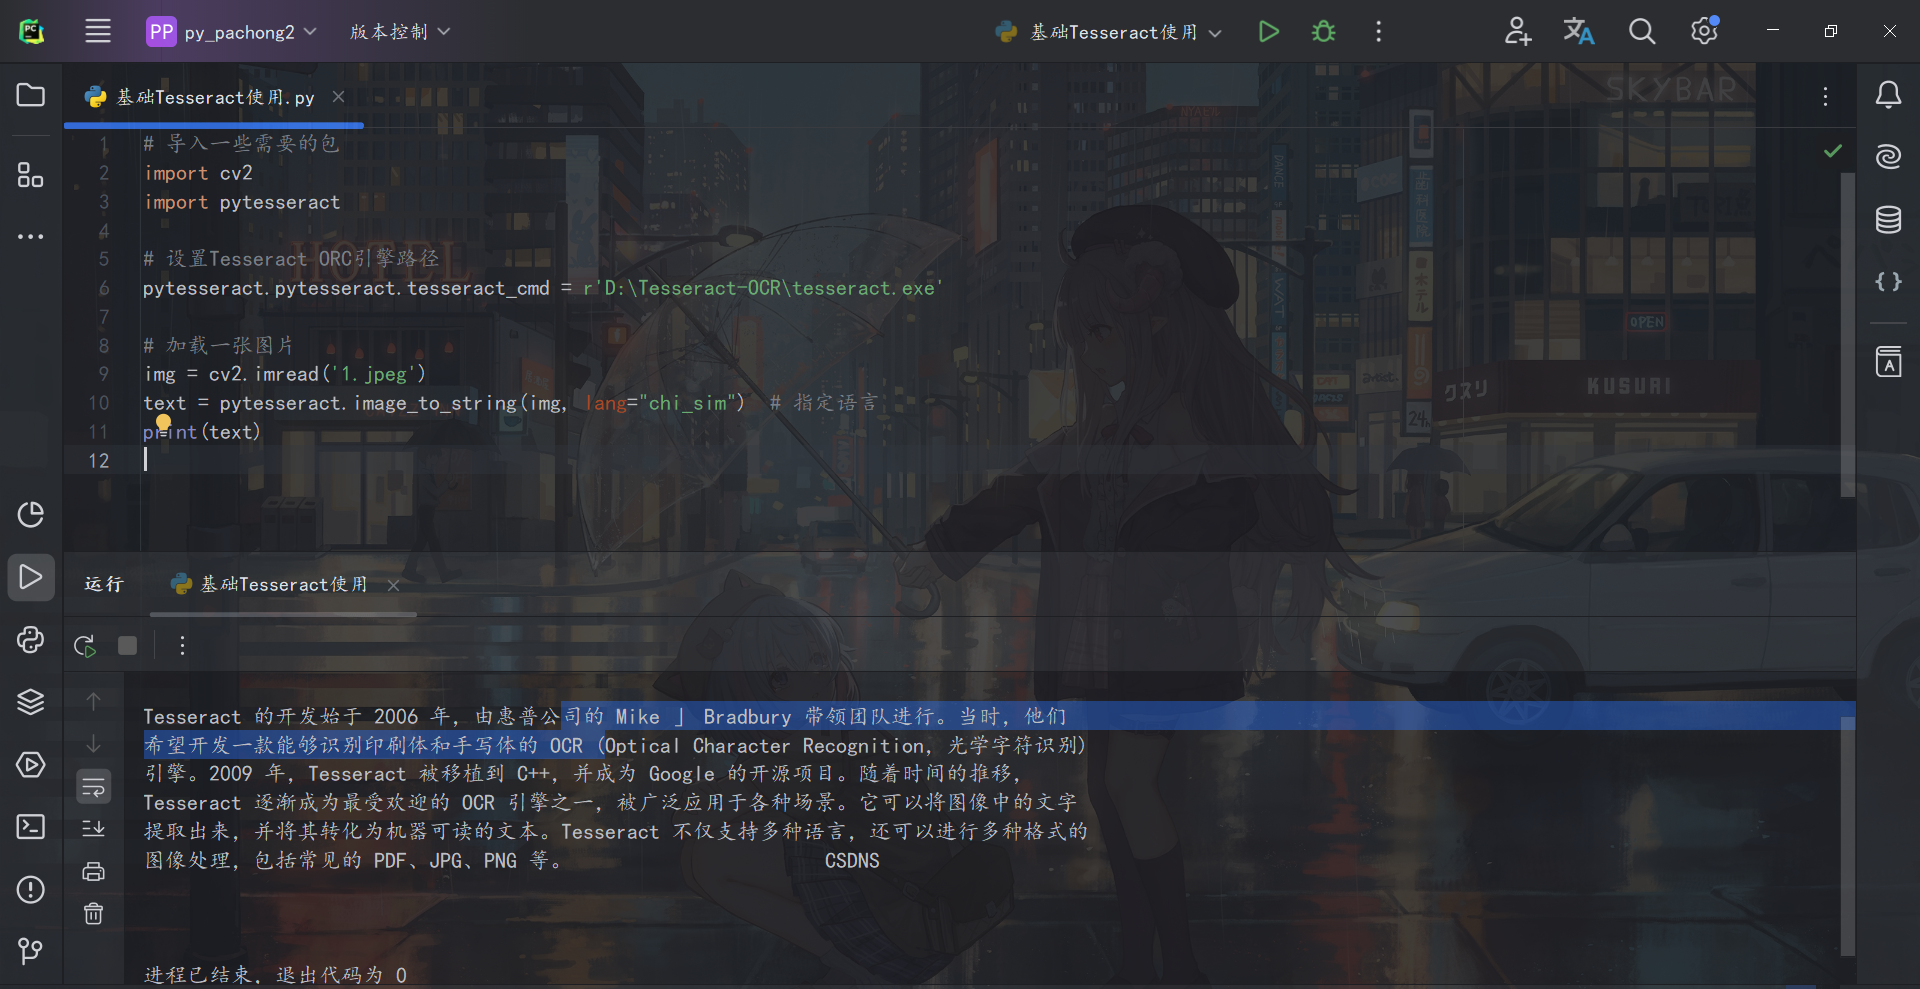 PP py_pachong2 版本控制 基础Tesseract使用
基础Tesseract使用.py
1 # 导入一些需要的包
2 import cv2
3 import pytesseract
4
5 # 设置Tesseract ORC引擎路径
6 pytesseract.pytesseract.tesseract_cmd = r'D:\Tesseract-OCR\tesseract.exe'
7
8 # 加载一张图片
9 img = cv2.imread('1.jpeg')
10 text = pytesseract.image_to_string(img, lang="chi_sim") # 指定语言
11 print(text)
12
SKYBAR
HOTEL
OPEN
クスリ KUSURI
24h
运行 基础Tesseract使用
Tesseract 的开发始于 2006 年, 由惠普公司的 Mike 亅 Bradbury 带领团队进行。当时, 他们
希望开发一款能够识别印刷体和手写体的 OCR (Optical Character Recognition, 光学字符识别)
引擎。2009 年, Tesseract 被移植到 C++, 并成为 Google 的开源项目。随着时间的推移,
Tesseract 逐渐成为最受欢迎的 OCR 引擎之一, 被广泛应用于各种场景。它可以将图像中的文字
提取出来, 并将其转化为机器可读的文本。Tesseract 不仅支持多种语言, 还可以进行多种格式的
图像处理, 包括常见的 PDF、JPG、PNG 等。 CSDNS
进程已结束, 退出代码为 0